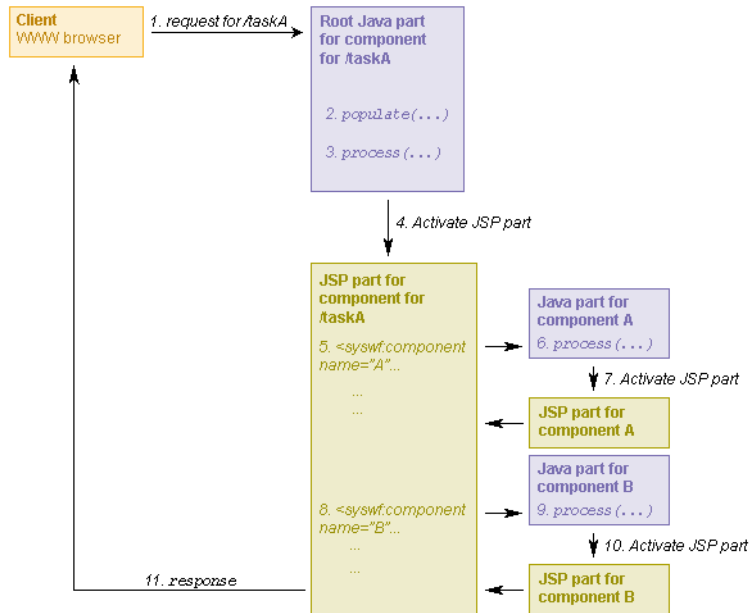 Client
WWW browser
1. request for /taskA
Root Java part
for component
for /taskA
2. populate(...)
3. process(...)
4. Activate JSP part
JSP part for
component for
/taskA
5. <syswf:component
name="A"...
...
...
Java part for
component A
6. process(...)
7. Activate JSP part
JSP part for
component A
8. <syswf:component
name="B"...
...
...
Java part for
component B
9. process(...)
10. Activate JSP part
JSP part for
component B
11. response